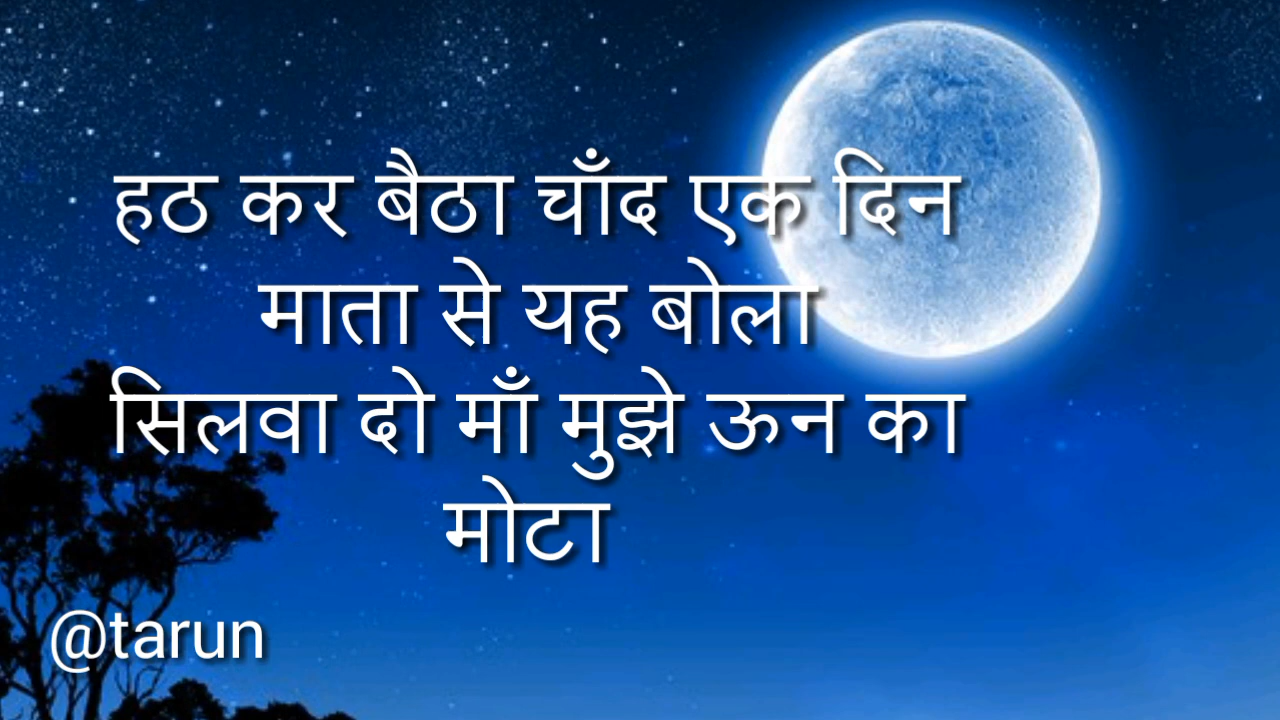 हठ कर बैठा चाँद एक दिन
माता से यह बोला
सिलवा दो माँ मुझे ऊन का
मोटा
@tarun